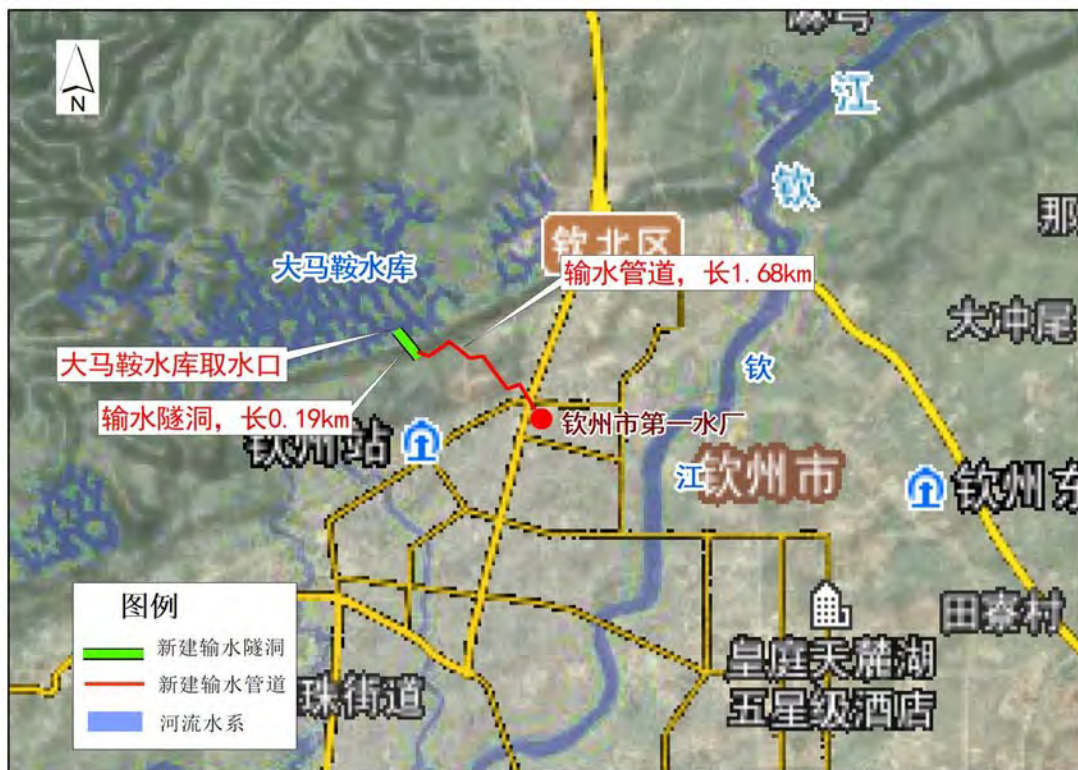 N
江
钦
那
钦北区
大马鞍水库
输水管道，长1.68km
大冲尾
大马鞍水库取水口
钦
输水隧洞，长0.19km
钦州市第一水厂
钦州站
江
钦州市
钦州东
图例
新建输水隧洞
新建输水管道
河流水系
田寮村
皇庭天麓湖
五星级酒店
珠街道